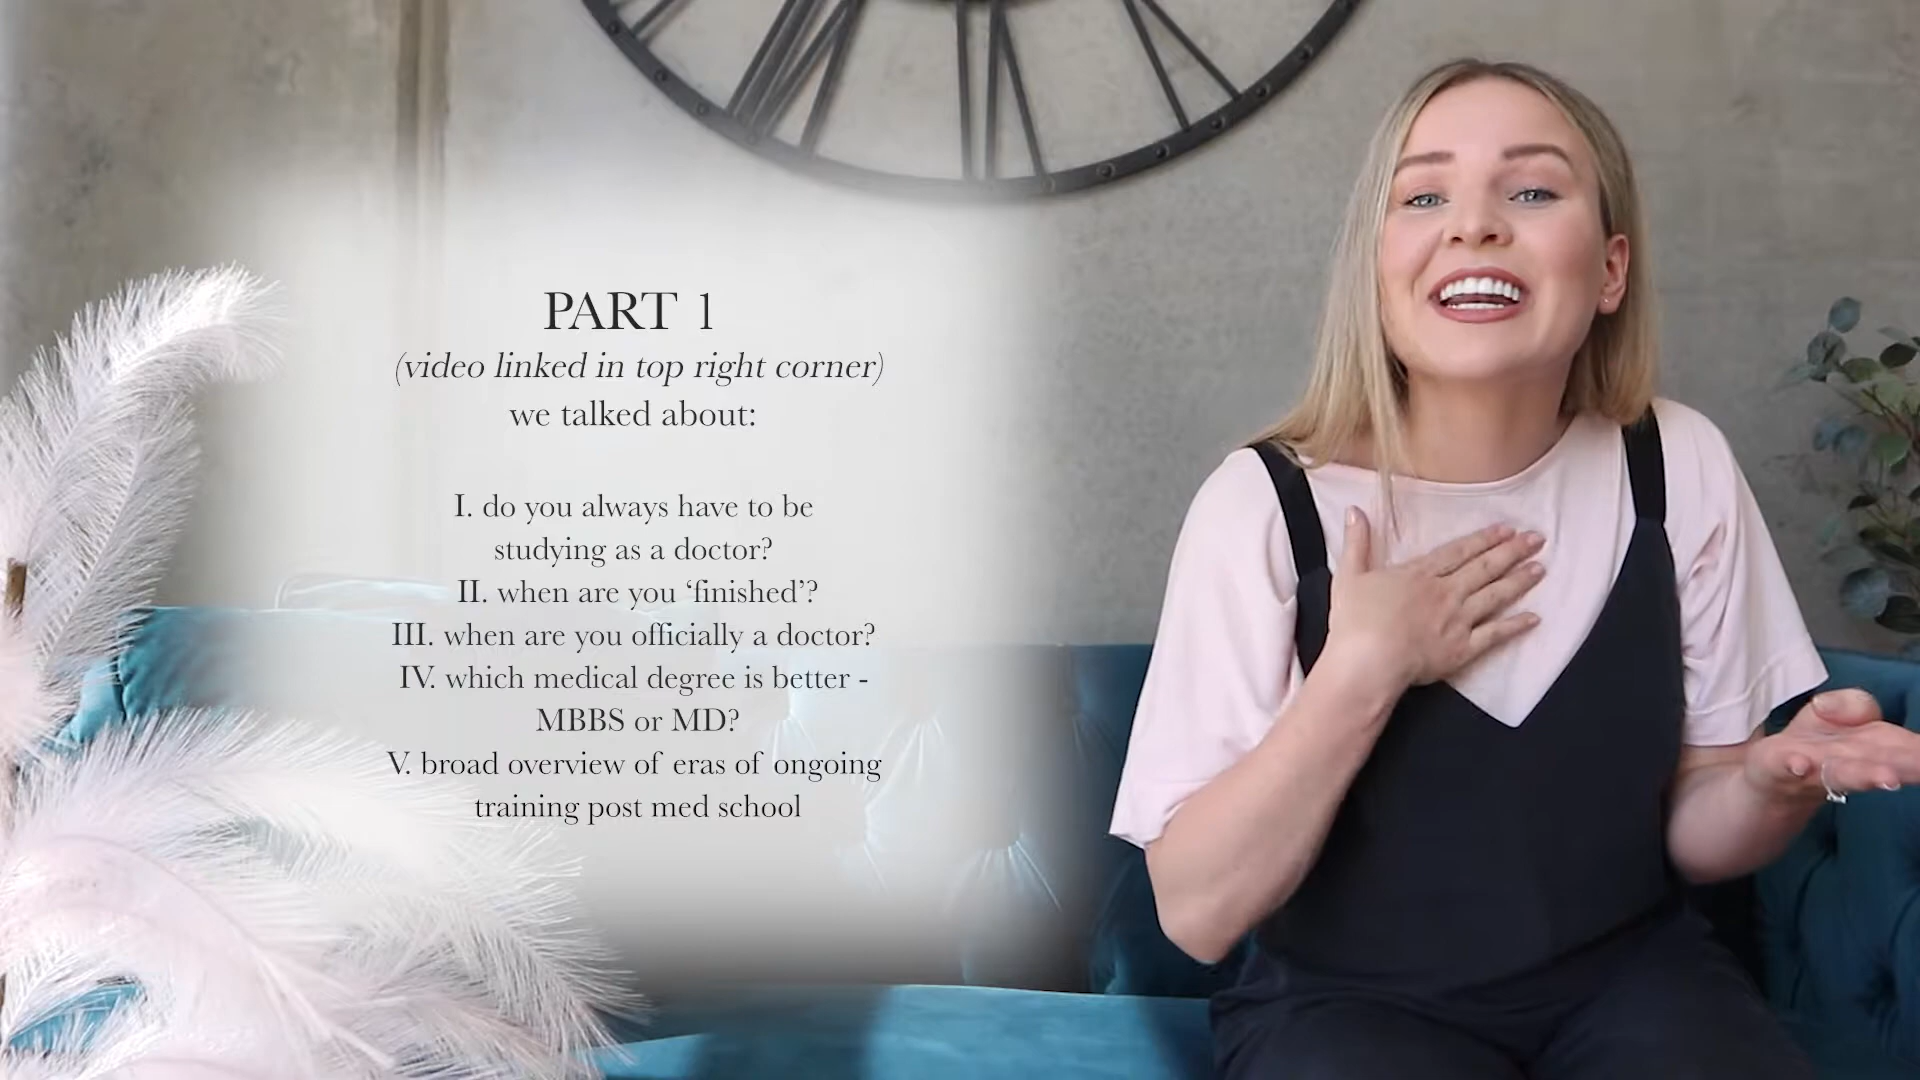 PART 1
(video linked in top right corner)
we talked about:
I. do you always have to be
studying as a doctor?
II. when are you ‘finished’?
III. when are you officially a doctor?
IV. which medical degree is better -
MBBS or MD?
V. broad overview of eras of ongoing
training post med school